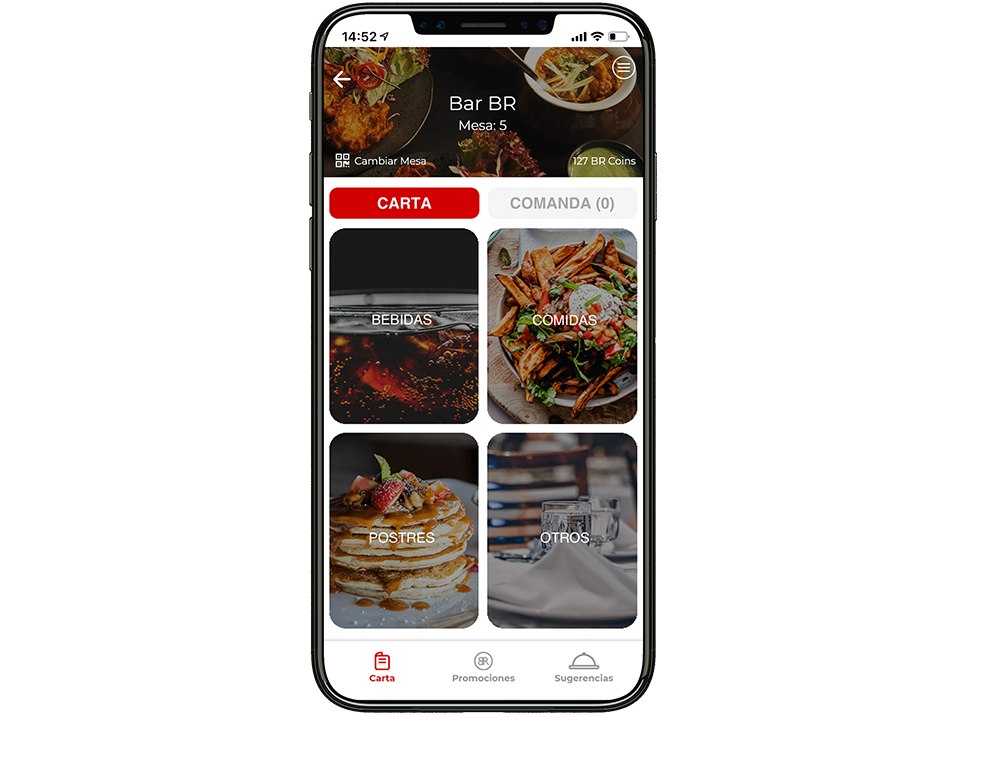 14:52
Bar BR
Mesa: 5
Cambiar Mesa
127 BR Coins
CARTA
COMANDA (0)
BEBIDAS
COMIDAS
POSTRES
OTROS
BR
Carta
Promociones
Sugerencias